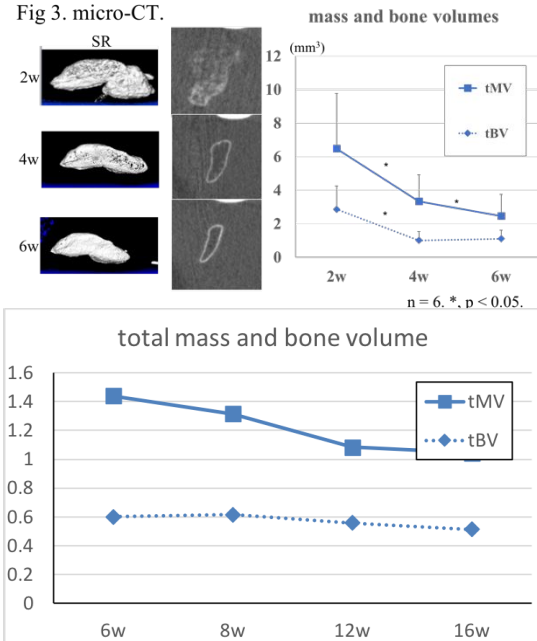 Fig 3. micro-CT.
SR
2w
4w
6w
mass and bone volumes
(mm³)
12
10
8
6
4
2
0
tMV
tBV
*
*
*
2w 4w 6w
n = 6. *, p < 0.05.
total mass and bone volume
1.6
1.4
1.2
1
0.8
0.6
0.4
0.2
0
tMV
tBV
6w 8w 12w 16w